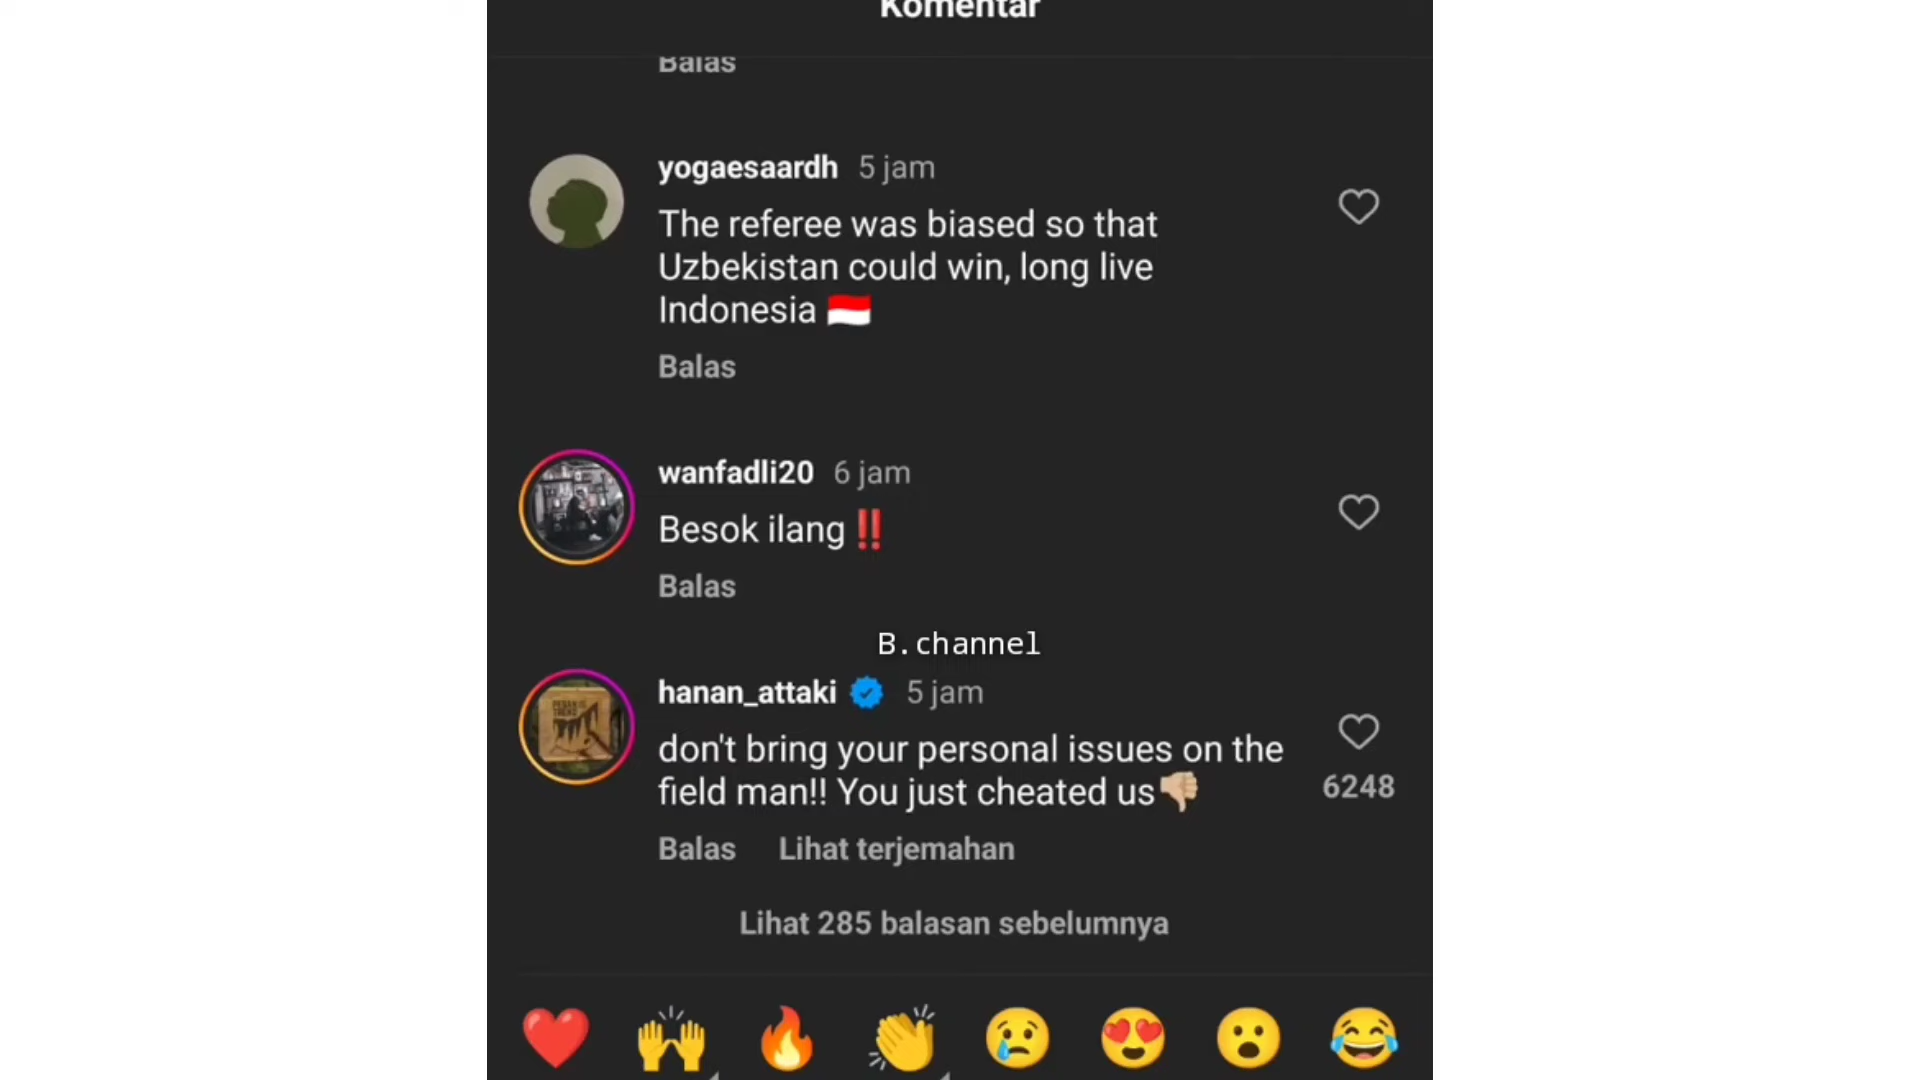 Komentar
Balas
yogaesaardh 5 jam
The referee was biased so that
Uzbekistan could win, long live
Indonesia 🇮🇩
Balas
wanfadli20 6 jam
Besok ilang‼️
Balas
B.channel
hanan_attaki 5 jam
don't bring your personal issues on the
field man!! You just cheated us👎🏼
6248
Balas Lihat terjemahan
Lihat 285 balasan sebelumnya